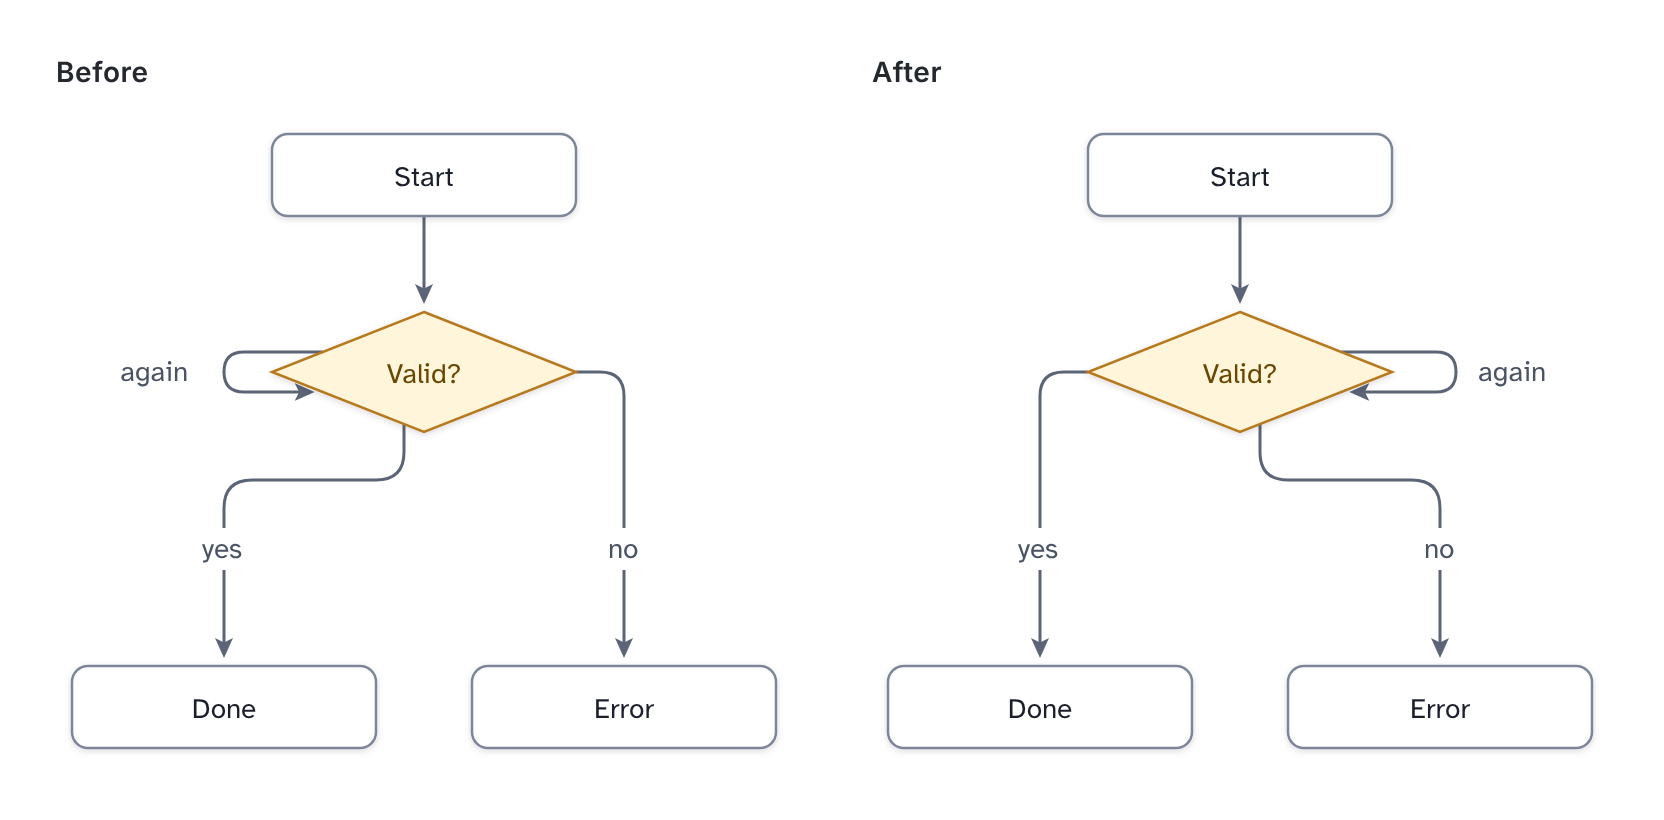 Before
Start
again
Valid?
yes
no
Done
Error
After
Start
Valid?
again
yes
no
Done
Error